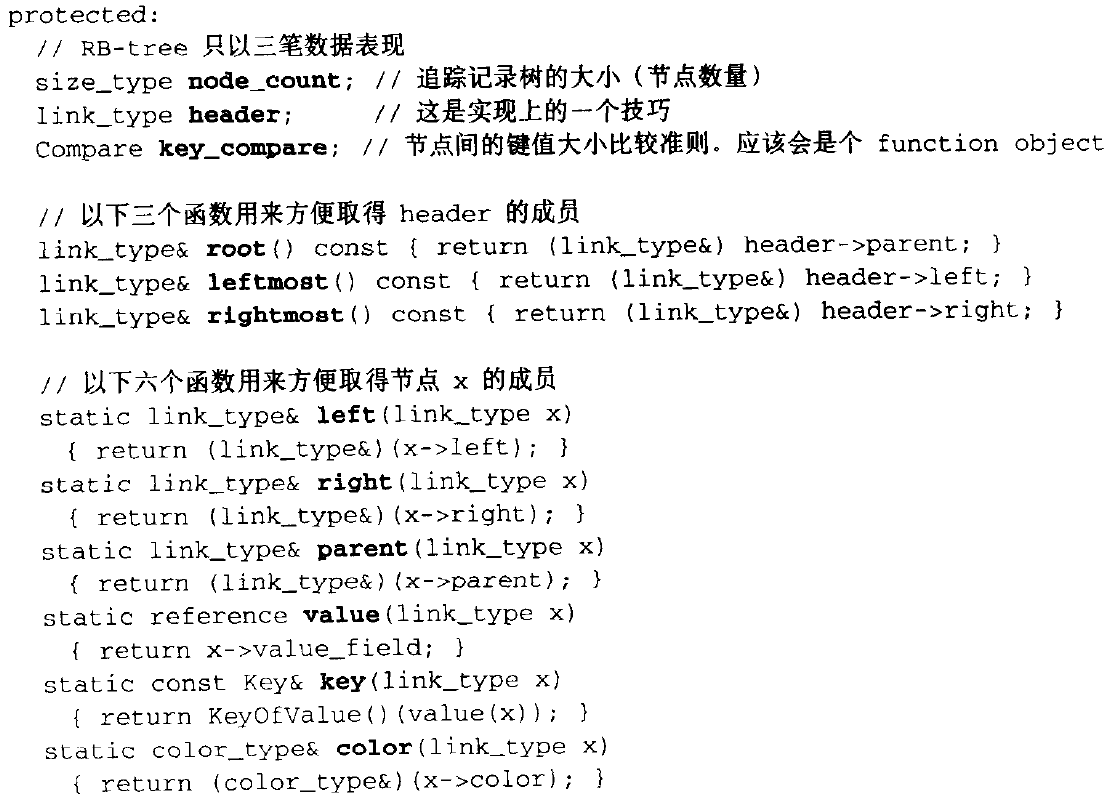 protected:
// RB-tree 只以三笔数据表现
size_type node_count; // 追踪记录树的大小（节点数量）
link_type header; // 这是实现上的一个技巧
Compare key_compare; // 节点间的键值大小比较准则。应该会是个 function object
// 以下三个函数用来方便取得 header 的成员
link_type& root() const { return (link_type&) header->parent; }
link_type& leftmost() const { return (link_type&) header->left; }
link_type& rightmost() const { return (link_type&) header->right; }
// 以下六个函数用来方便取得节点 x 的成员
static link_type& left(link_type x)
{ return (link_type&)(x->left); }
static link_type& right(link_type x)
{ return (link_type&)(x->right); }
static link_type& parent(link_type x)
{ return (link_type&)(x->parent); }
static reference value(link_type x)
{ return x->value_field; }
static const Key& key(link_type x)
{ return KeyOfValue()(value(x)); }
static color_type& color(link_type x)
{ return (color_type&)(x->color); }